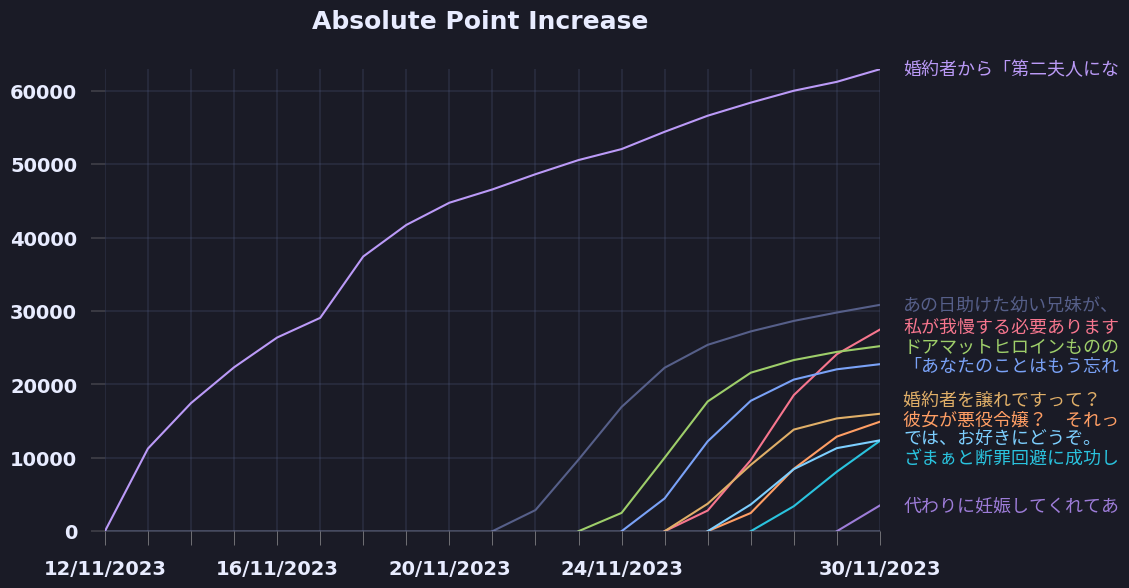 Absolute Point Increase
60000
50000
40000
30000
20000
10000
0
12/11/2023
16/11/2023
20/11/2023
24/11/2023
30/11/2023
婚約者から「第二夫人にな
あの日助けた幼い兄妹が、
私が我慢する必要あります
ドアマットヒロインものの
「あなたのことはもう忘れ
婚約者を譲れですって？
彼女が悪役令嬢？　それっ
では、お好きにどうぞ。
ざまぁと断罪回避に成功し
代わりに妊娠してくれてあ